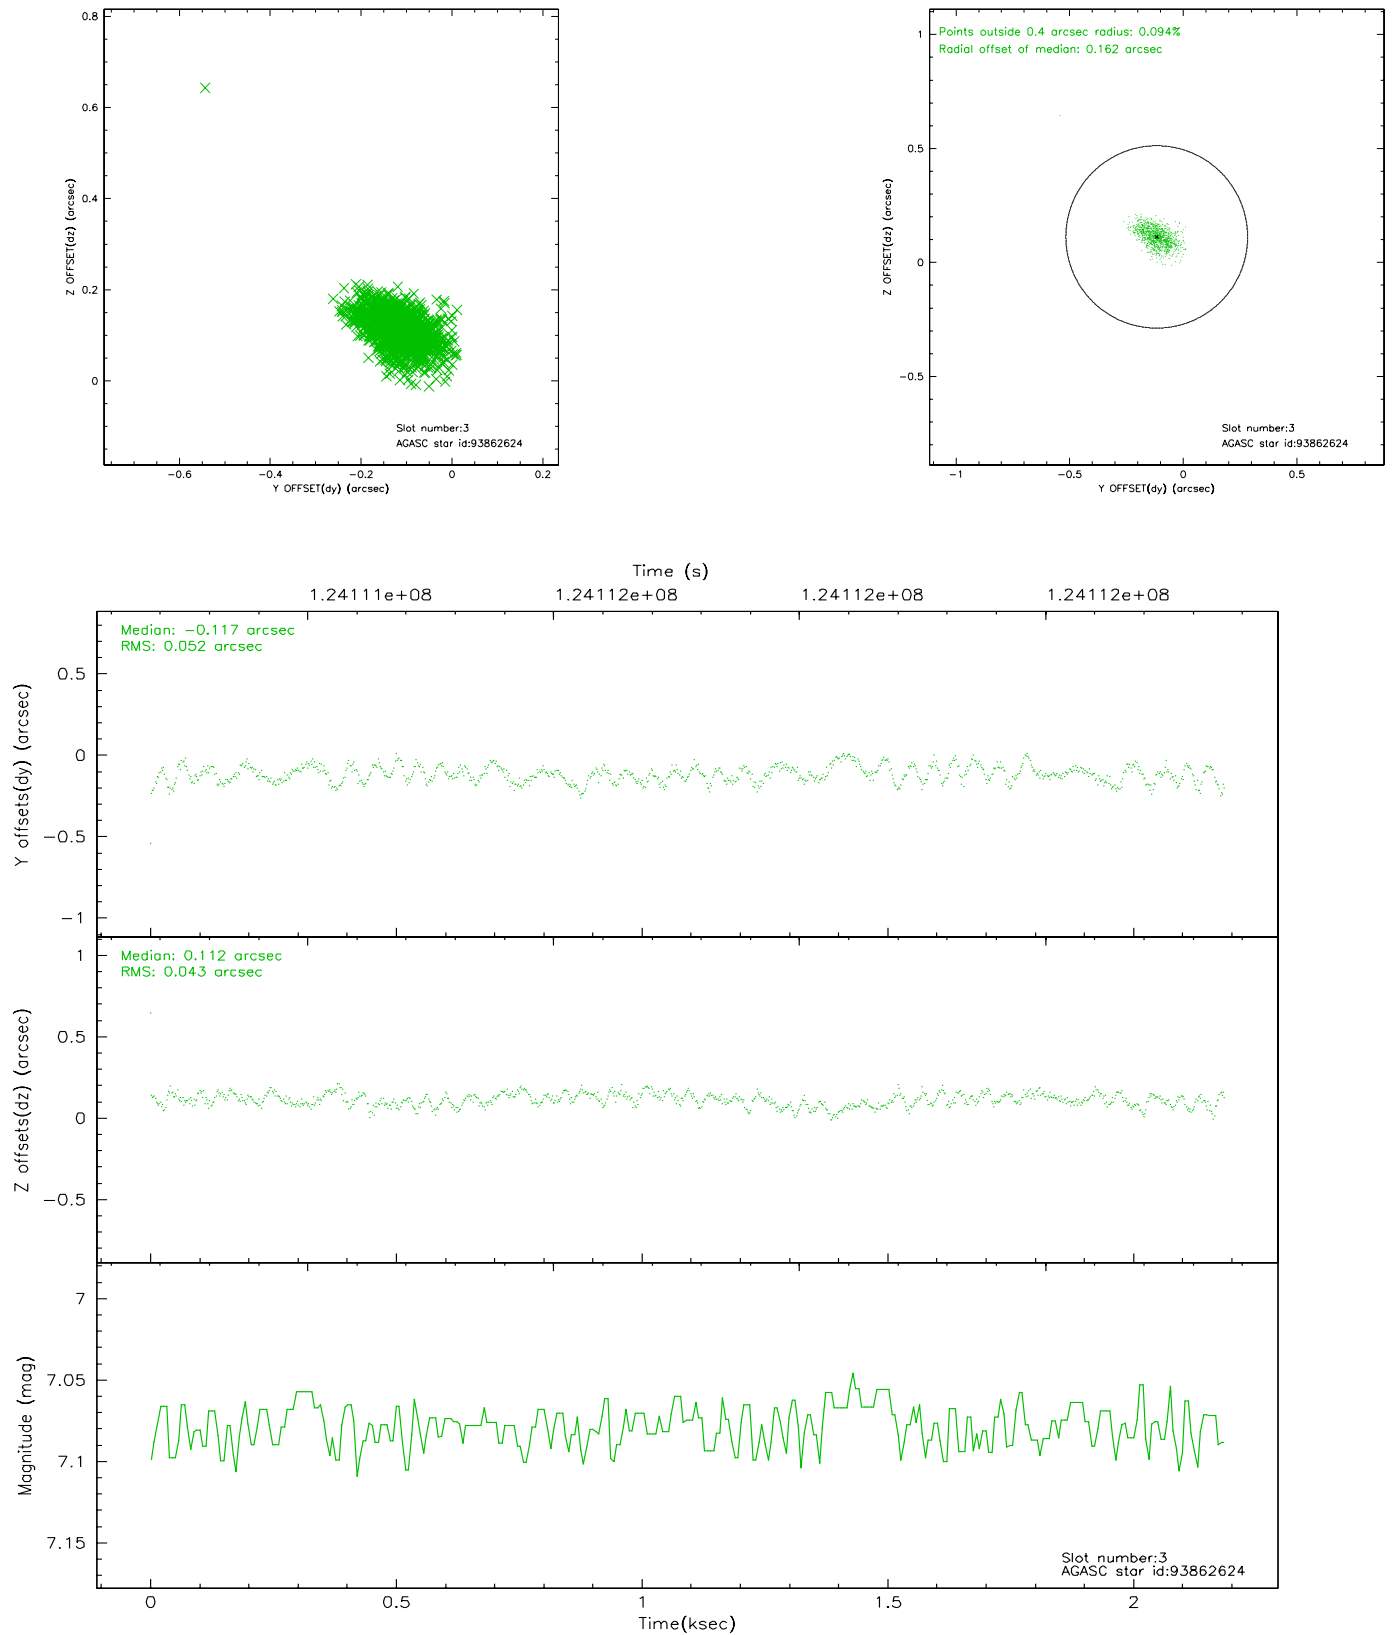 0.8
0.6
0.4
0.2
0
Z OFFSET(dz) (arcsec)
Slot number:3
AGASC star id:93862624
−0.6 −0.4 −0.2 0 0.2
Y OFFSET(dy) (arcsec)
Points outside 0.4 arcsec radius: 0.094%
Radial offset of median: 0.162 arcsec
1
0.5
0
−0.5
Z OFFSET(dz) (arcsec)
Slot number:3
AGASC star id:93862624
−1 −0.5 0 0.5
Y OFFSET(dy) (arcsec)
Time (s)
1.24111e+08 1.24112e+08 1.24112e+08 1.24112e+08
Median: −0.117 arcsec
RMS: 0.052 arcsec
0.5
0
−0.5
−1
Y offsets(dy) (arcsec)
Median: 0.112 arcsec
RMS: 0.043 arcsec
1
0.5
0
−0.5
Z offsets(dz) (arcsec)
7
7.05
7.1
7.15
Magnitude (mag)
Slot number:3
AGASC star id:93862624
0 0.5 1 1.5 2
Time(ksec)